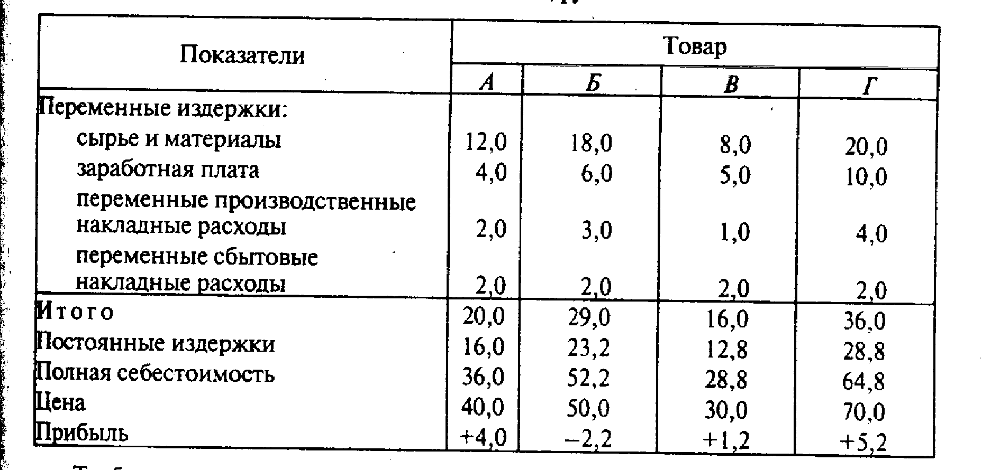 Показатели
Товар
А Б В Г
Переменные издержки:
сырье и материалы 12,0 18,0 8,0 20,0
заработная плата 4,0 6,0 5,0 10,0
переменные производственные
накладные расходы 2,0 3,0 1,0 4,0
переменные сбытовые
накладные расходы 2,0 2,0 2,0 2,0
Итого 20,0 29,0 16,0 36,0
Постоянные издержки 16,0 23,2 12,8 28,8
Полная себестоимость 36,0 52,2 28,8 64,8
Цена 40,0 50,0 30,0 70,0
Прибыль +4,0 −2,2 +1,2 +5,2